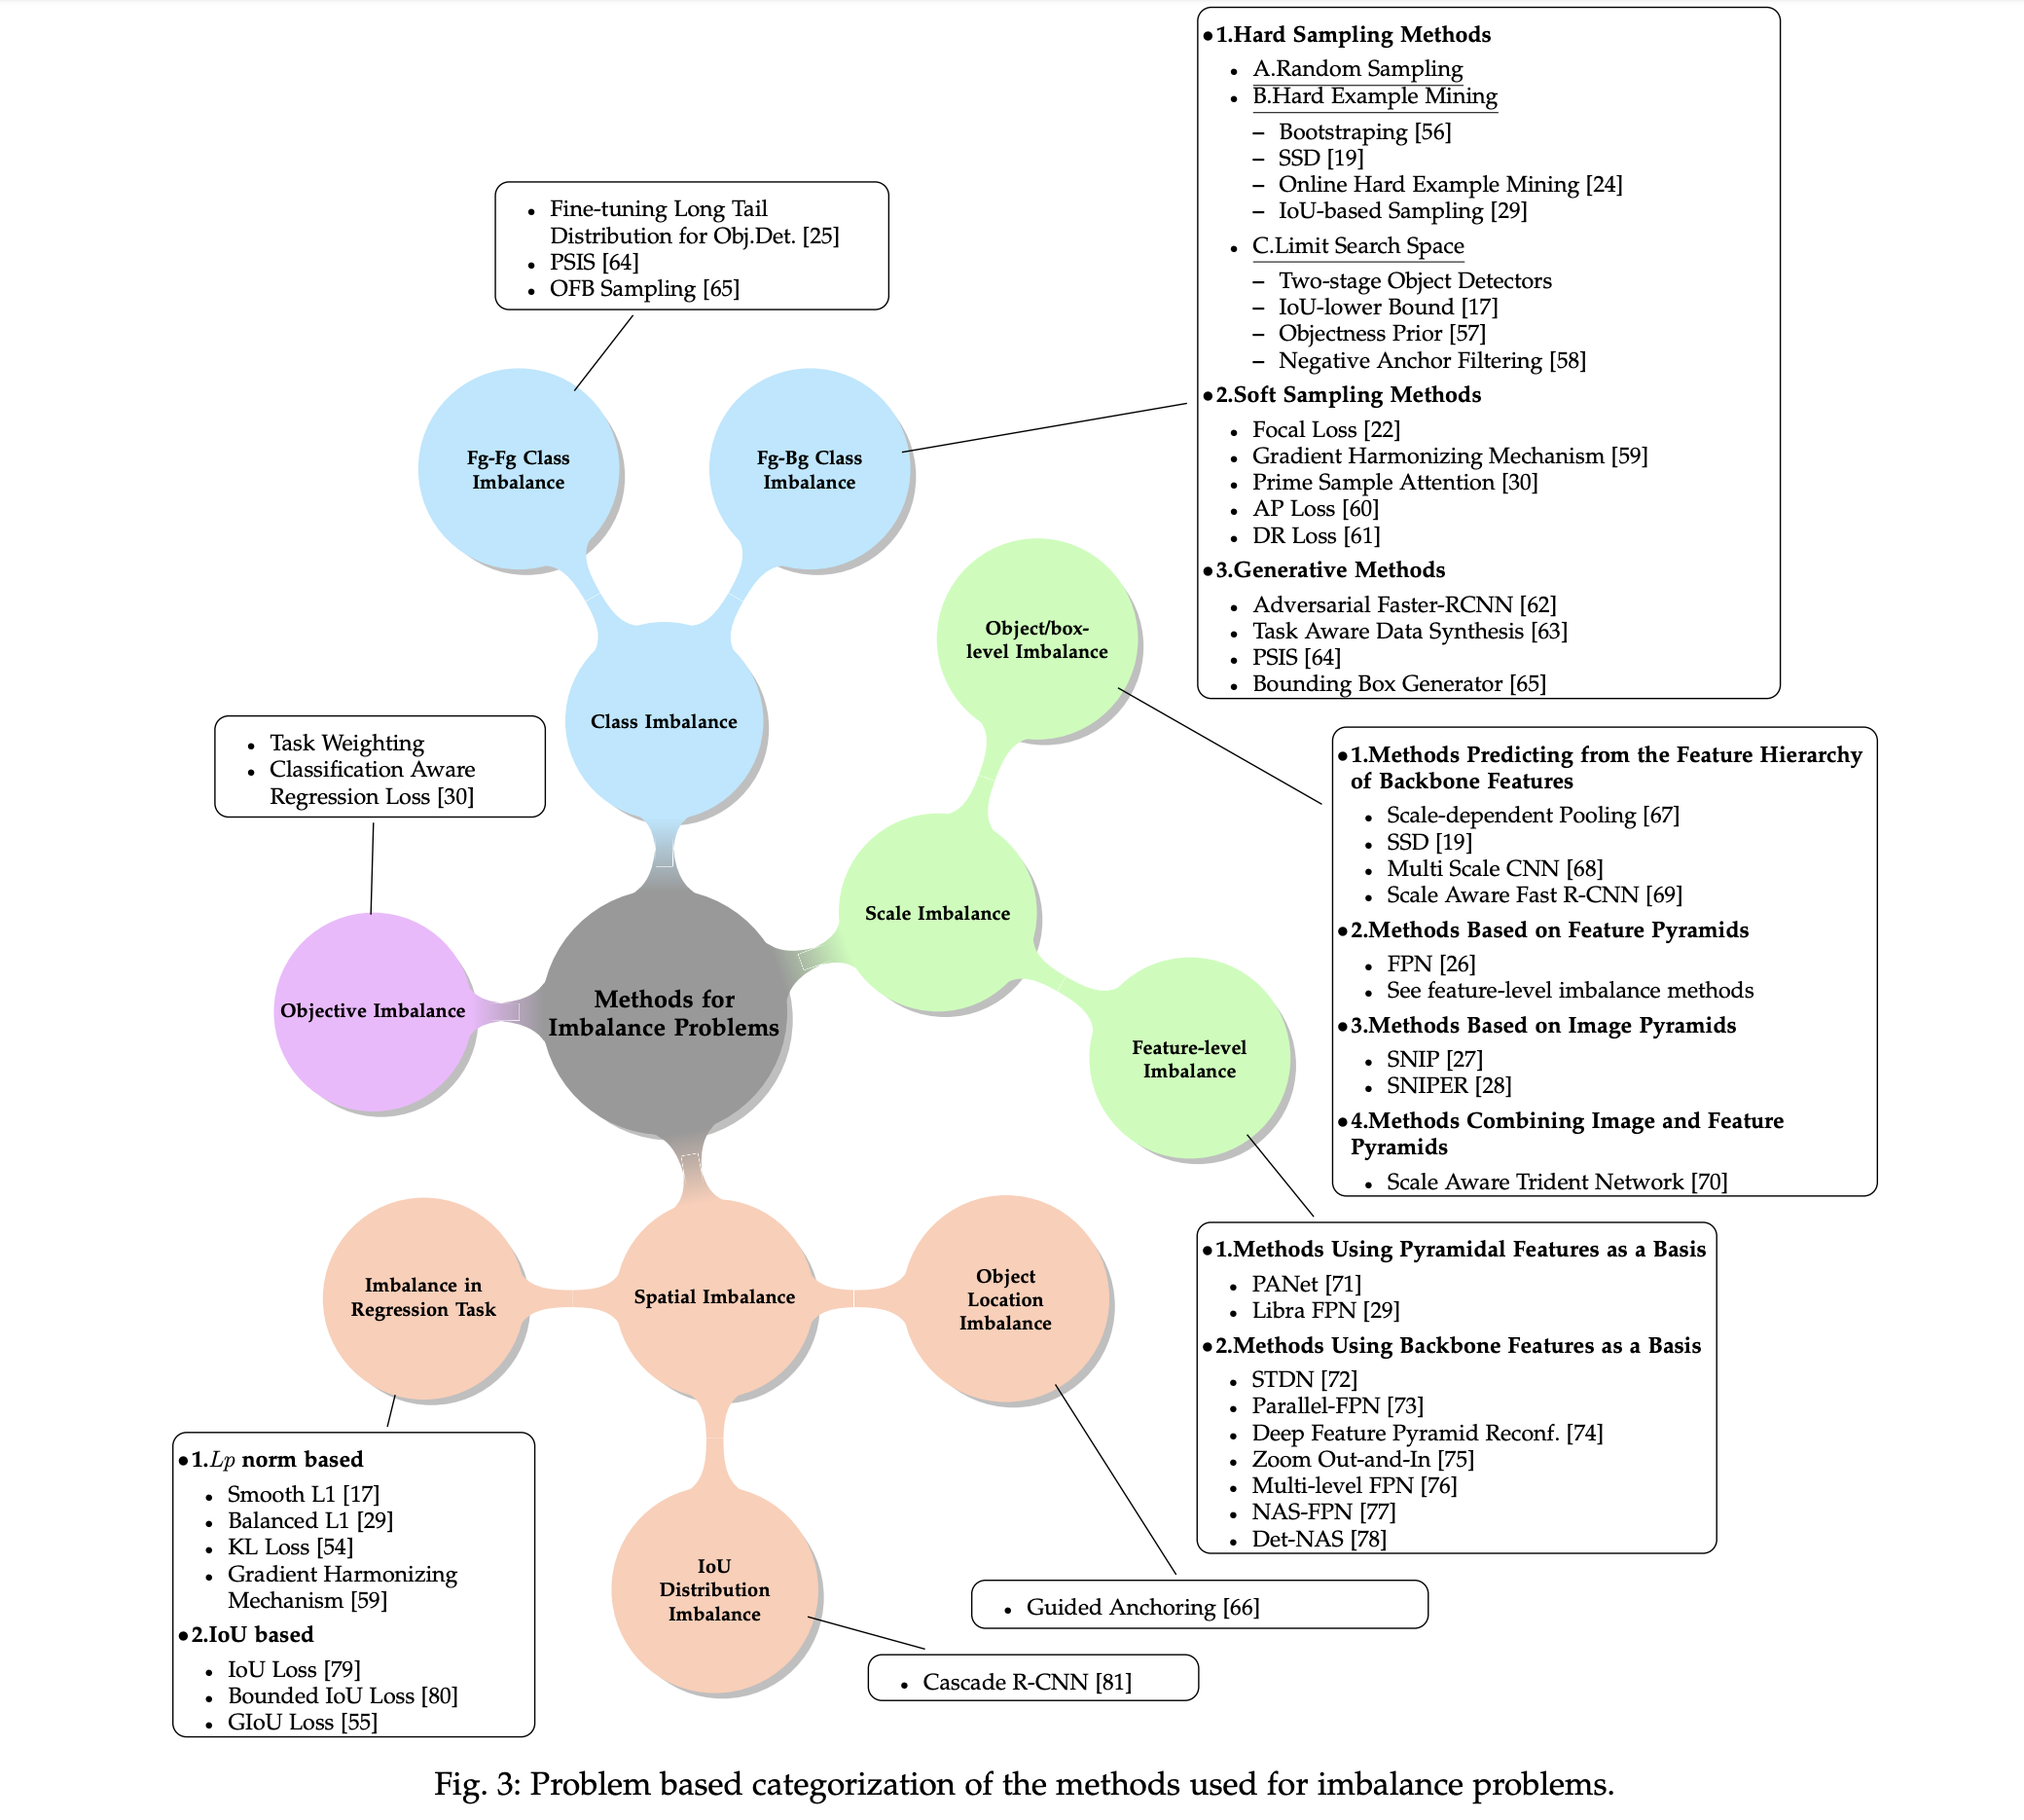 ●1.Hard Sampling Methods
• A.Random Sampling
• B.Hard Example Mining
– Bootstraping [56]
– SSD [19]
– Online Hard Example Mining [24]
– IoU-based Sampling [29]
• C.Limit Search Space
– Two-stage Object Detectors
– IoU-lower Bound [17]
– Objectness Prior [57]
– Negative Anchor Filtering [58]
●2.Soft Sampling Methods
• Focal Loss [22]
• Gradient Harmonizing Mechanism [59]
• Prime Sample Attention [30]
• AP Loss [60]
• DR Loss [61]
●3.Generative Methods
• Adversarial Faster-RCNN [62]
• Task Aware Data Synthesis [63]
• PSIS [64]
• Bounding Box Generator [65]
• Fine-tuning Long Tail
Distribution for Obj.Det. [25]
• PSIS [64]
• OFB Sampling [65]
Fg-Fg Class
Imbalance
Fg-Bg Class
Imbalance
Object/box-
level Imbalance
Class Imbalance
• Task Weighting
• Classification Aware
Regression Loss [30]
●1.Methods Predicting from the Feature Hierarchy
of Backbone Features
• Scale-dependent Pooling [67]
• SSD [19]
• Multi Scale CNN [68]
• Scale Aware Fast R-CNN [69]
●2.Methods Based on Feature Pyramids
• FPN [26]
• See feature-level imbalance methods
●3.Methods Based on Image Pyramids
• SNIP [27]
• SNIPER [28]
●4.Methods Combining Image and Feature
Pyramids
• Scale Aware Trident Network [70]
Scale Imbalance
Objective Imbalance
Methods for
Imbalance Problems
Feature-level
Imbalance
●1.Methods Using Pyramidal Features as a Basis
• PANet [71]
• Libra FPN [29]
●2.Methods Using Backbone Features as a Basis
• STDN [72]
• Parallel-FPN [73]
• Deep Feature Pyramid Reconf. [74]
• Zoom Out-and-In [75]
• Multi-level FPN [76]
• NAS-FPN [77]
• Det-NAS [78]
Imbalance in
Regression Task
Spatial Imbalance
Object
Location
Imbalance
●1.Lp norm based
• Smooth L1 [17]
• Balanced L1 [29]
• KL Loss [54]
• Gradient Harmonizing
Mechanism [59]
●2.IoU based
• IoU Loss [79]
• Bounded IoU Loss [80]
• GIoU Loss [55]
IoU
Distribution
Imbalance
• Guided Anchoring [66]
• Cascade R-CNN [81]
Fig. 3: Problem based categorization of the methods used for imbalance problems.